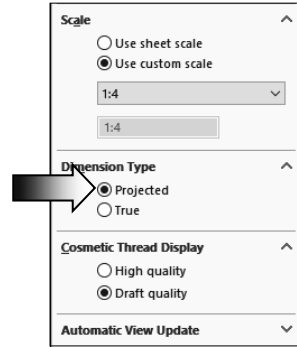 Scale
Use sheet scale
Use custom scale
1:4
1:4
Dimension Type
Projected
True
Cosmetic Thread Display
High quality
Draft quality
Automatic View Update